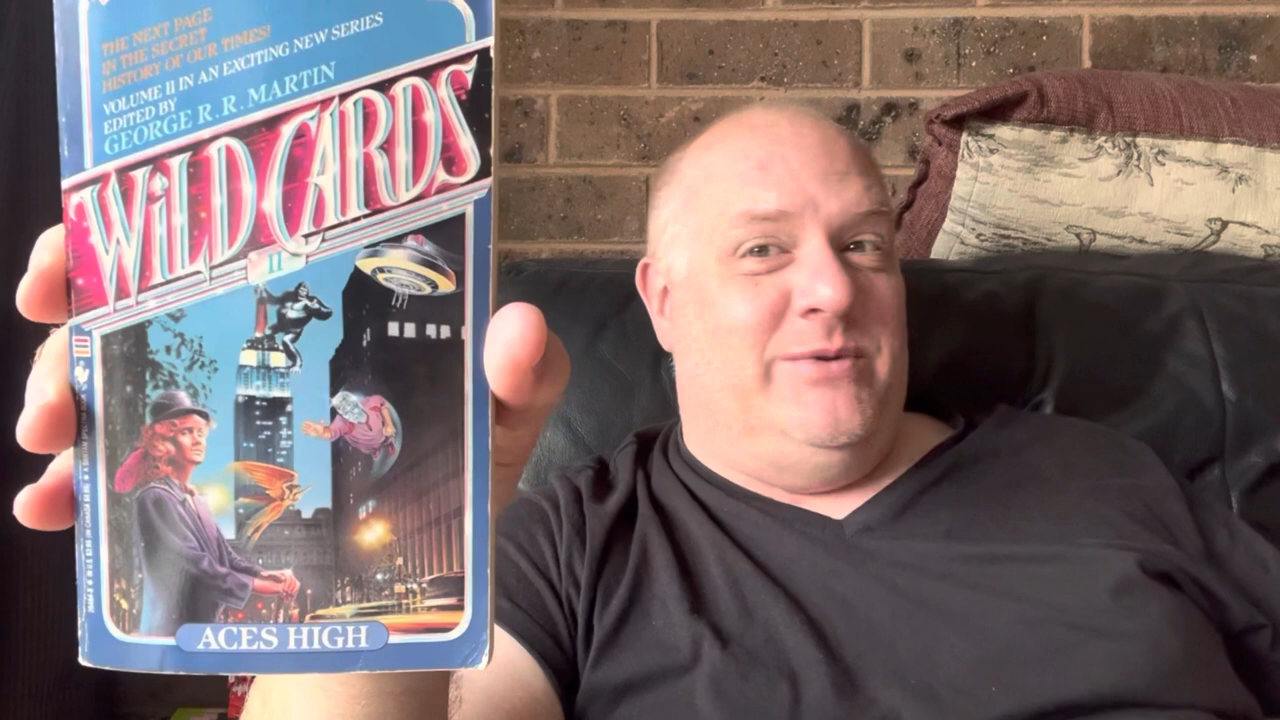 THE NEXT PAGE
IN THE SECRET
HISTORY OF OUR TIMES!
VOLUME II IN AN EXCITING NEW SERIES
EDITED BY
GEORGE R. R. MARTIN
WILD CARDS
II
ACES HIGH